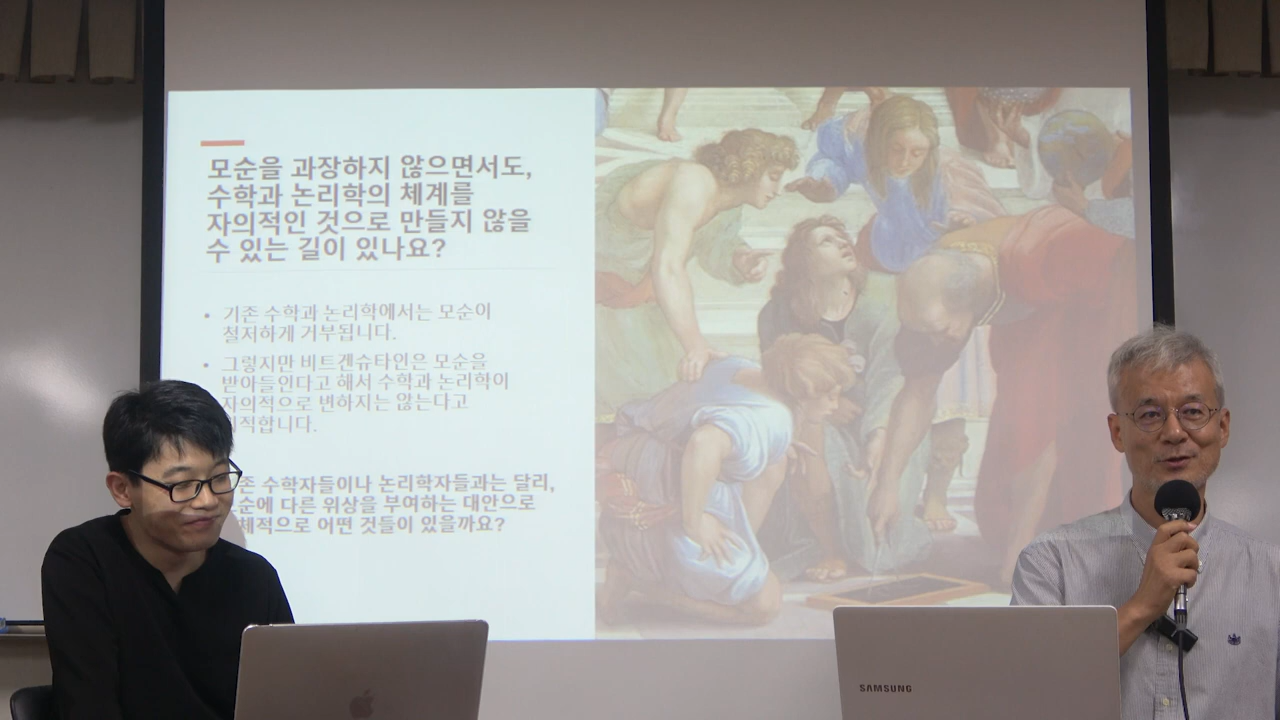 모순을 과장하지 않으면서도,
수학과 논리학의 체계를
자의적인 것으로 만들지 않을
수 있는 길이 있나요?
• 기존 수학과 논리학에서는 모순이
철저하게 거부됩니다.
• 그렇지만 비트겐슈타인은 모순을
받아들인다고 해서 수학과 논리학이
자의적으로 변하지는 않는다고
직합니다.
존 수학자들이나 논리학자들과는 달리,
순에 다른 위상을 부여하는 대안으로
체적으로 어떤 것들이 있을까요?
SAMSUNG